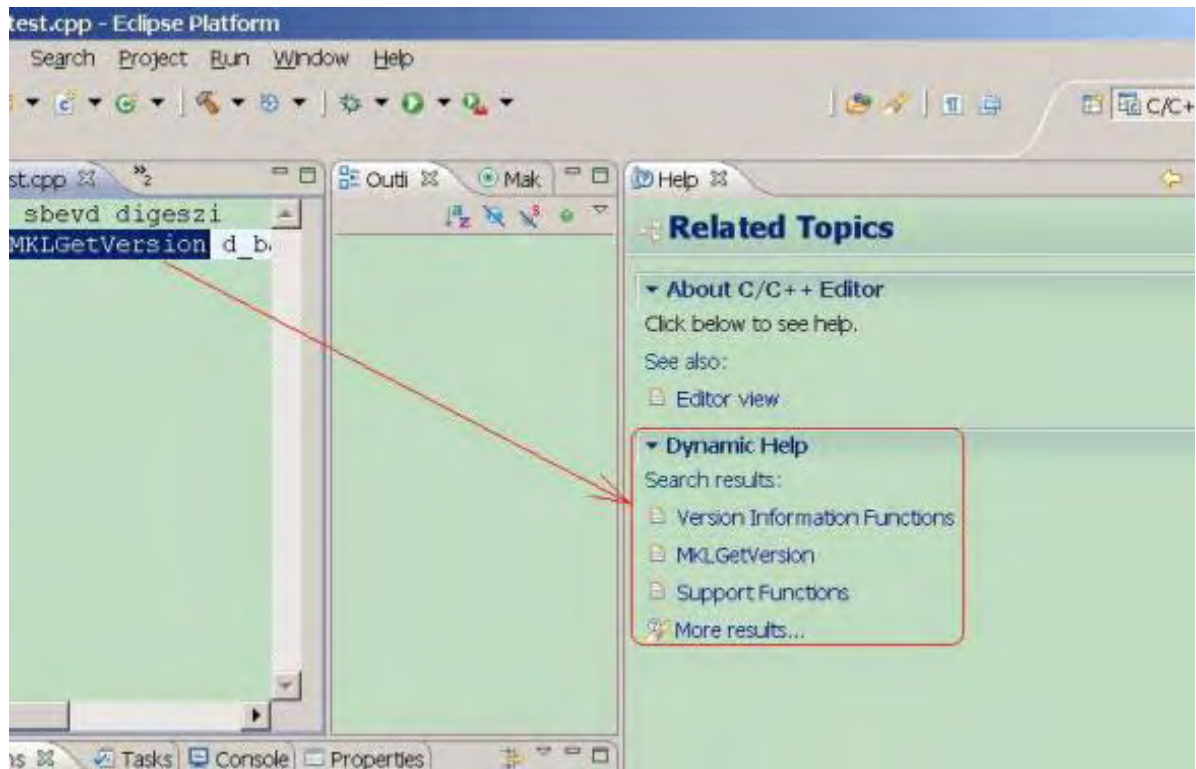 test.cpp - Eclipse Platform
Search Project Run Window Help
C/C+
st.cpp »2
Outli
Mak
Help
sbevd digeszi
MKLGetVersion d_b
Related Topics
About C/C++ Editor
Click below to see help.
See also:
Editor view
Dynamic Help
Search results:
Version Information Functions
MKLGetVersion
Support Functions
More results...
ns Tasks Console Properties